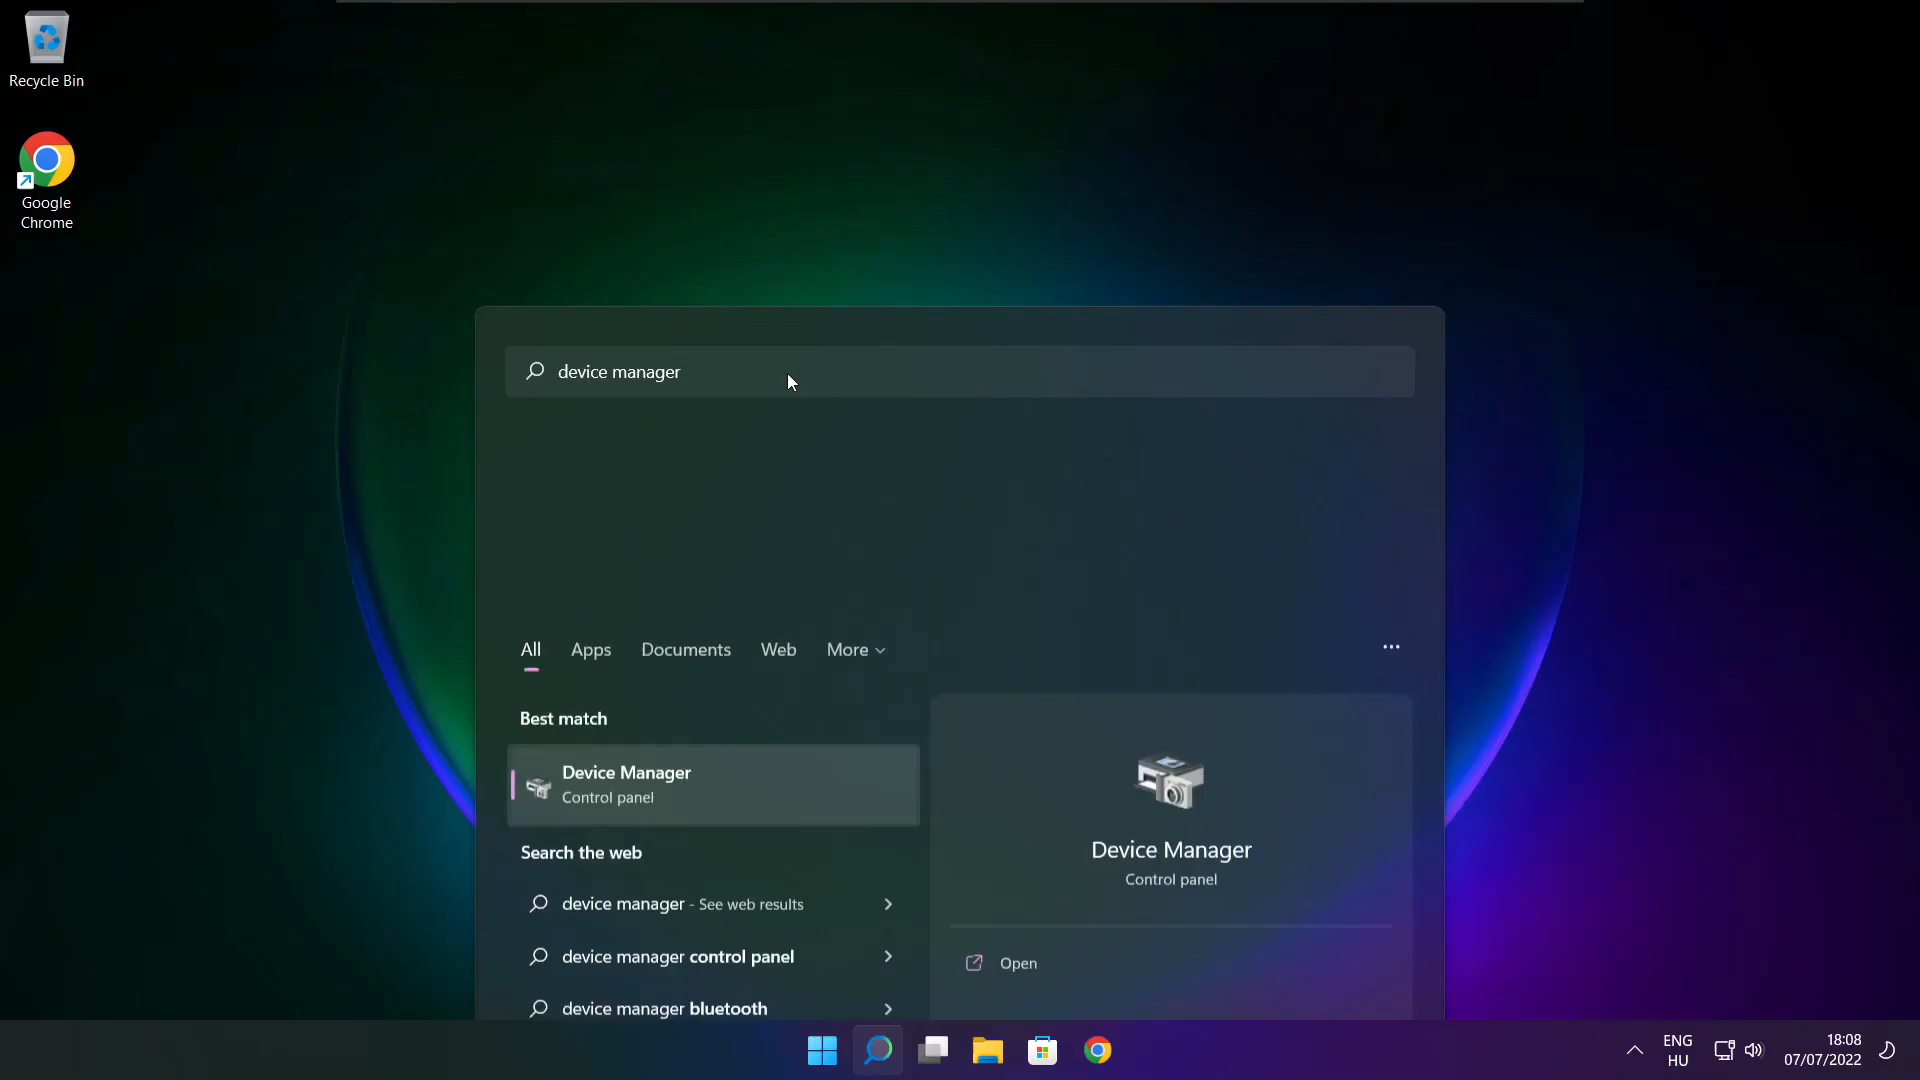 Recycle Bin
Google
Chrome
device manager
All Apps Documents Web More
Best match
Device Manager
Control panel
Search the web
device manager - See web results
device manager control panel
device manager bluetooth
Device Manager
Control panel
Open
ENG
HU
18:08
07/07/2022